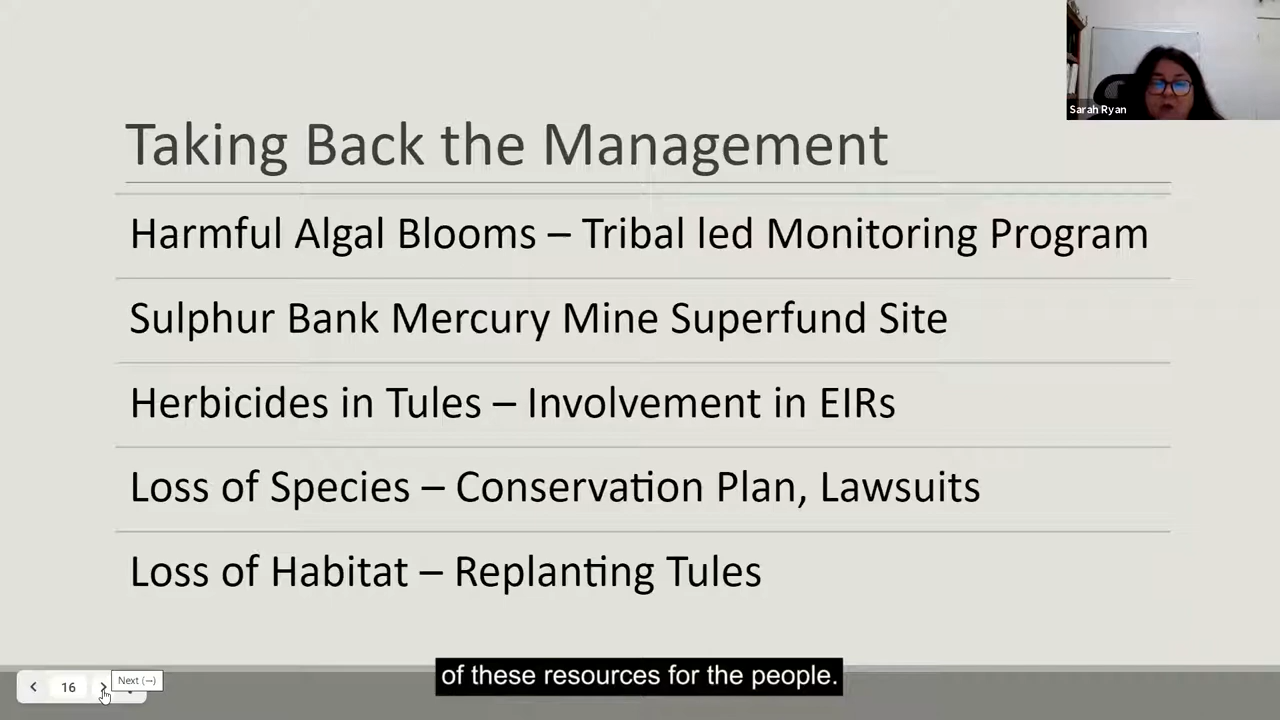 Sarah Ryan
Taking Back the Management
Harmful Algal Blooms – Tribal led Monitoring Program
Sulphur Bank Mercury Mine Superfund Site
Herbicides in Tules – Involvement in EIRs
Loss of Species – Conservation Plan, Lawsuits
Loss of Habitat – Replanting Tules
of these resources for the people.
16
Next (→)